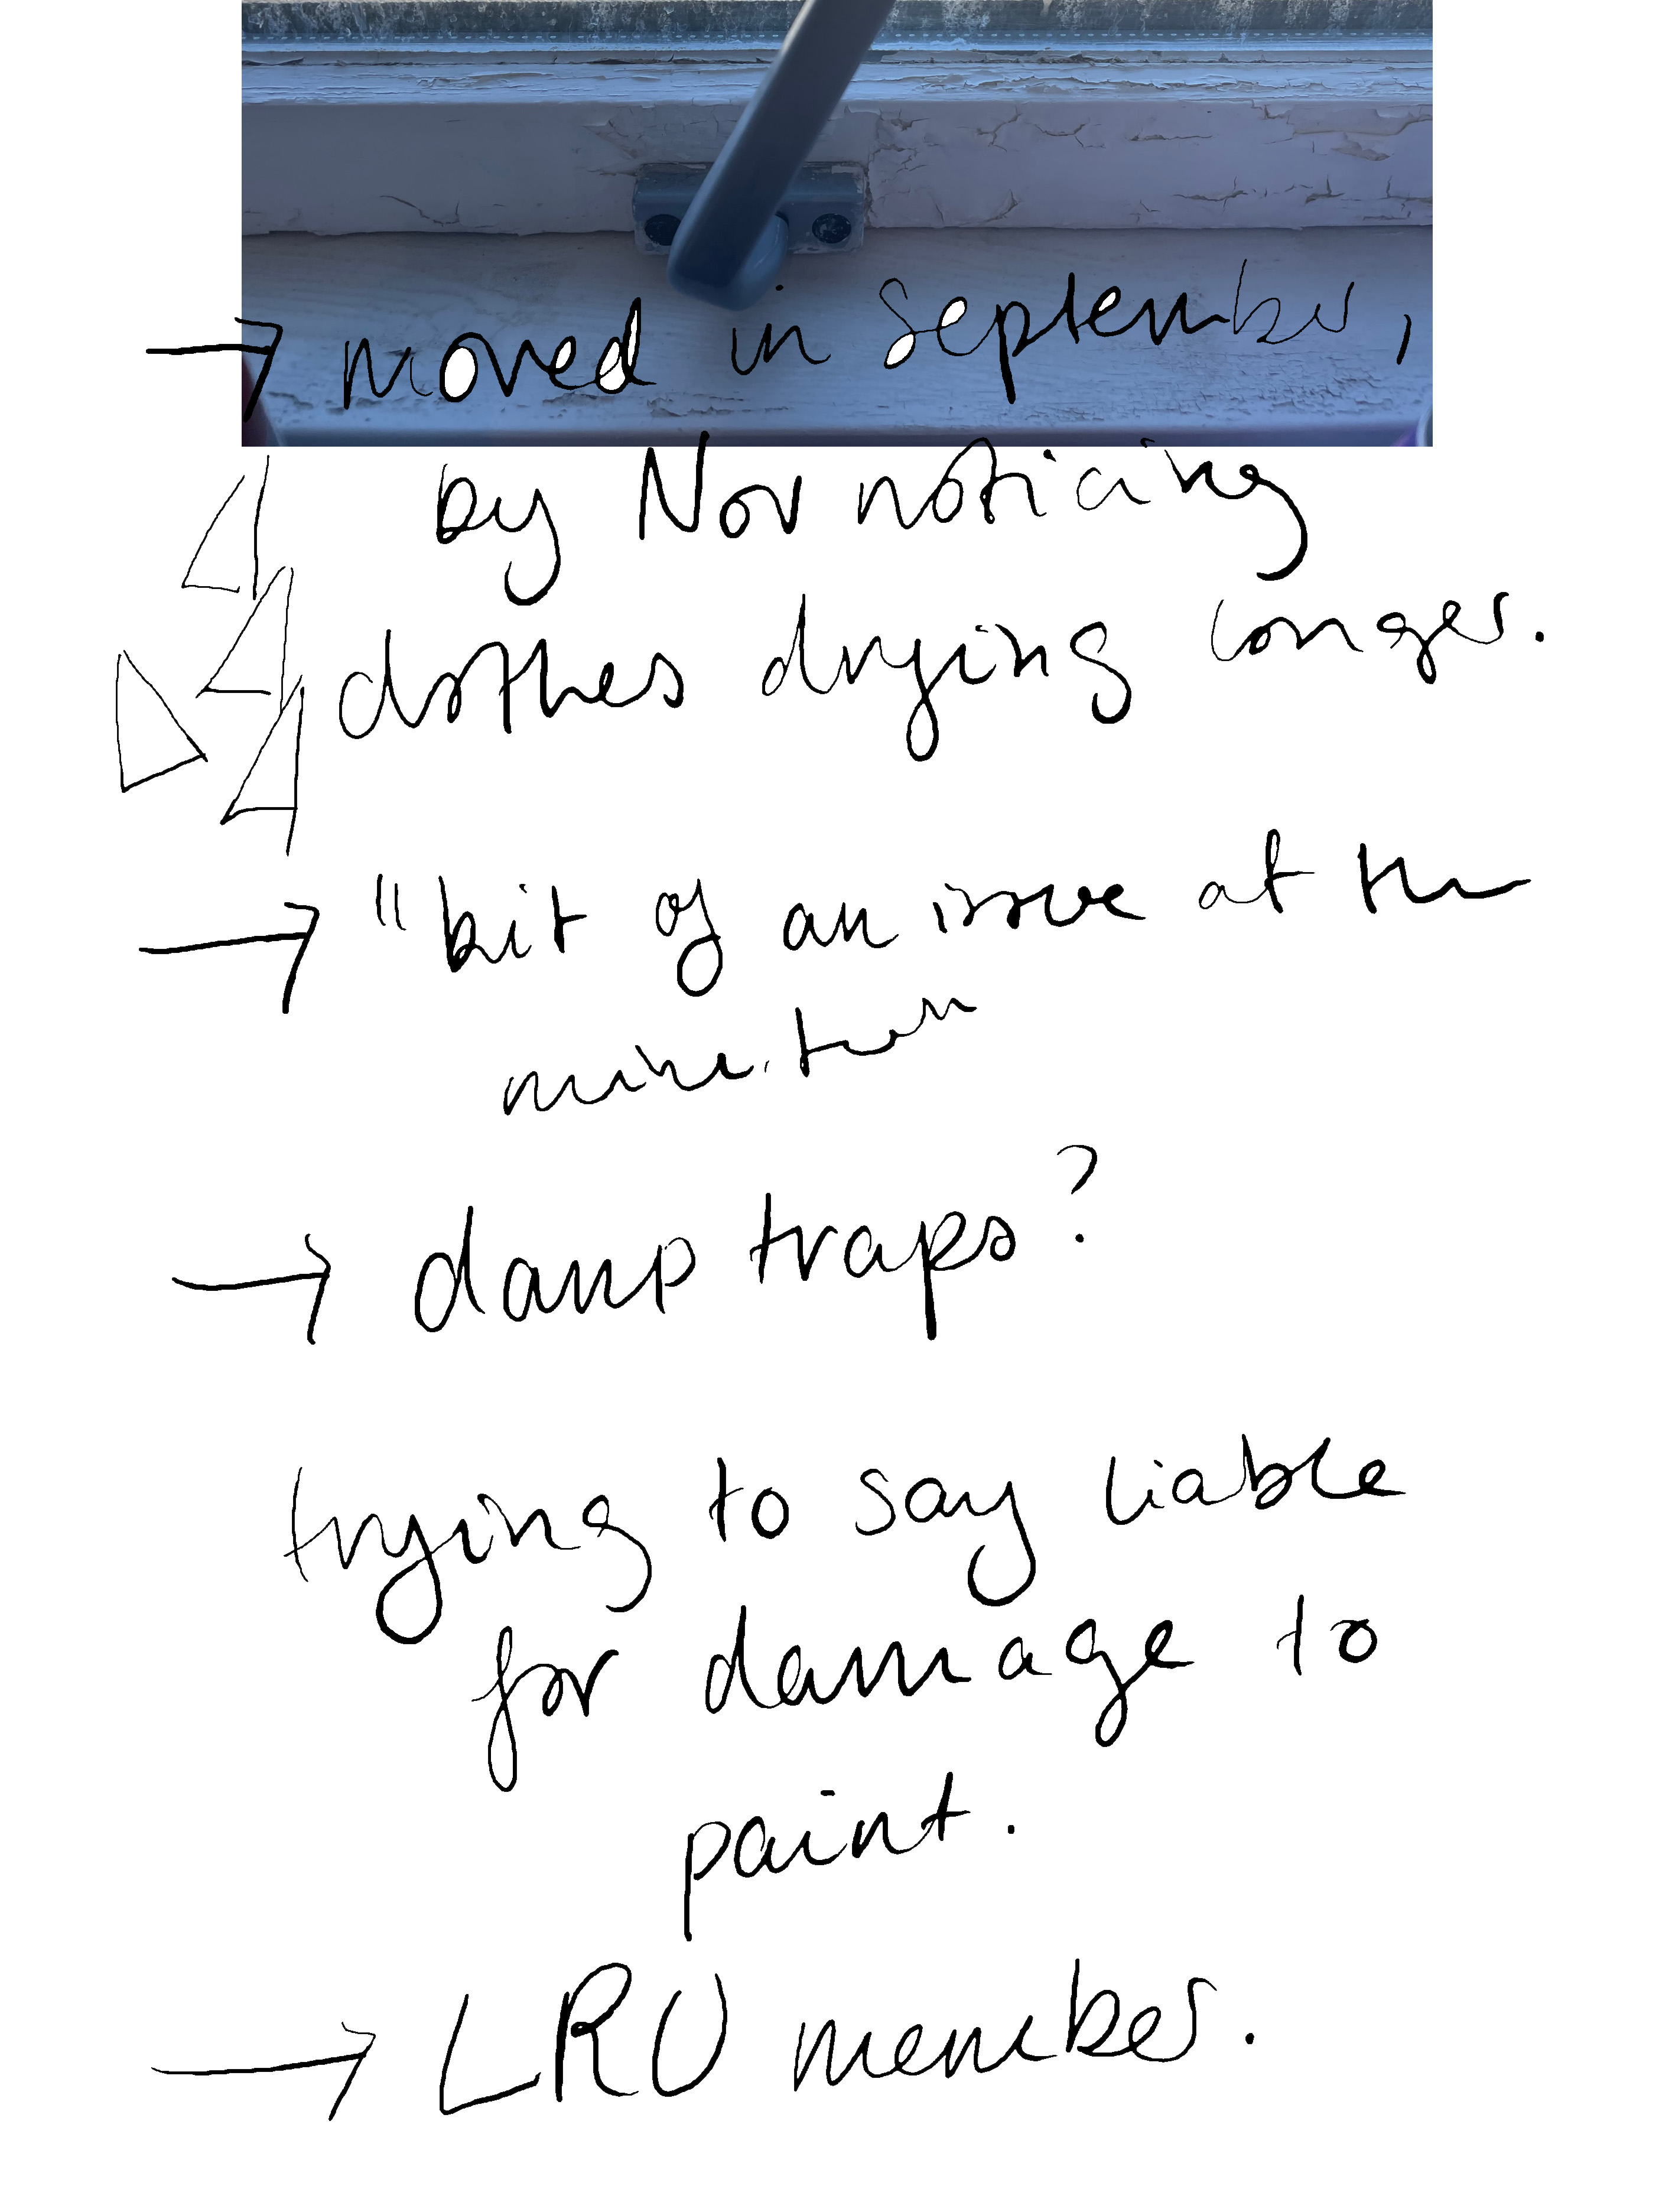 → moved in September,
by Nov noticing
clothes drying longer.
→ "bit of an issue at the
→ damp traps?
trying to say liable
for damage to
paint.
→ LRU member.